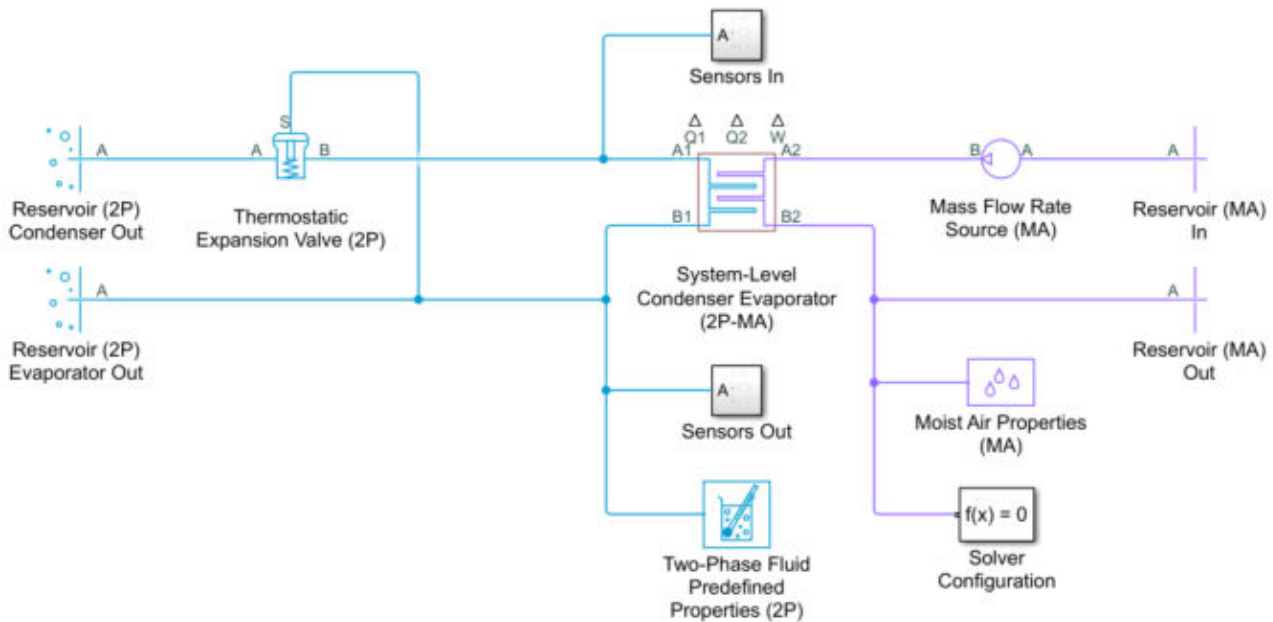 A
Sensors In
S
Q1 Q2 W
A A B A1 A2 B A A
Reservoir (2P)
Condenser Out
Thermostatic
Expansion Valve (2P)
B1 B2
Mass Flow Rate
Source (MA)
Reservoir (MA)
In
System-Level
Condenser Evaporator
(2P-MA)
A A
Reservoir (2P)
Evaporator Out
Reservoir (MA)
Out
A
Sensors Out
Moist Air Properties
(MA)
f(x) = 0
Solver
Configuration
Two-Phase Fluid
Predefined
Properties (2P)